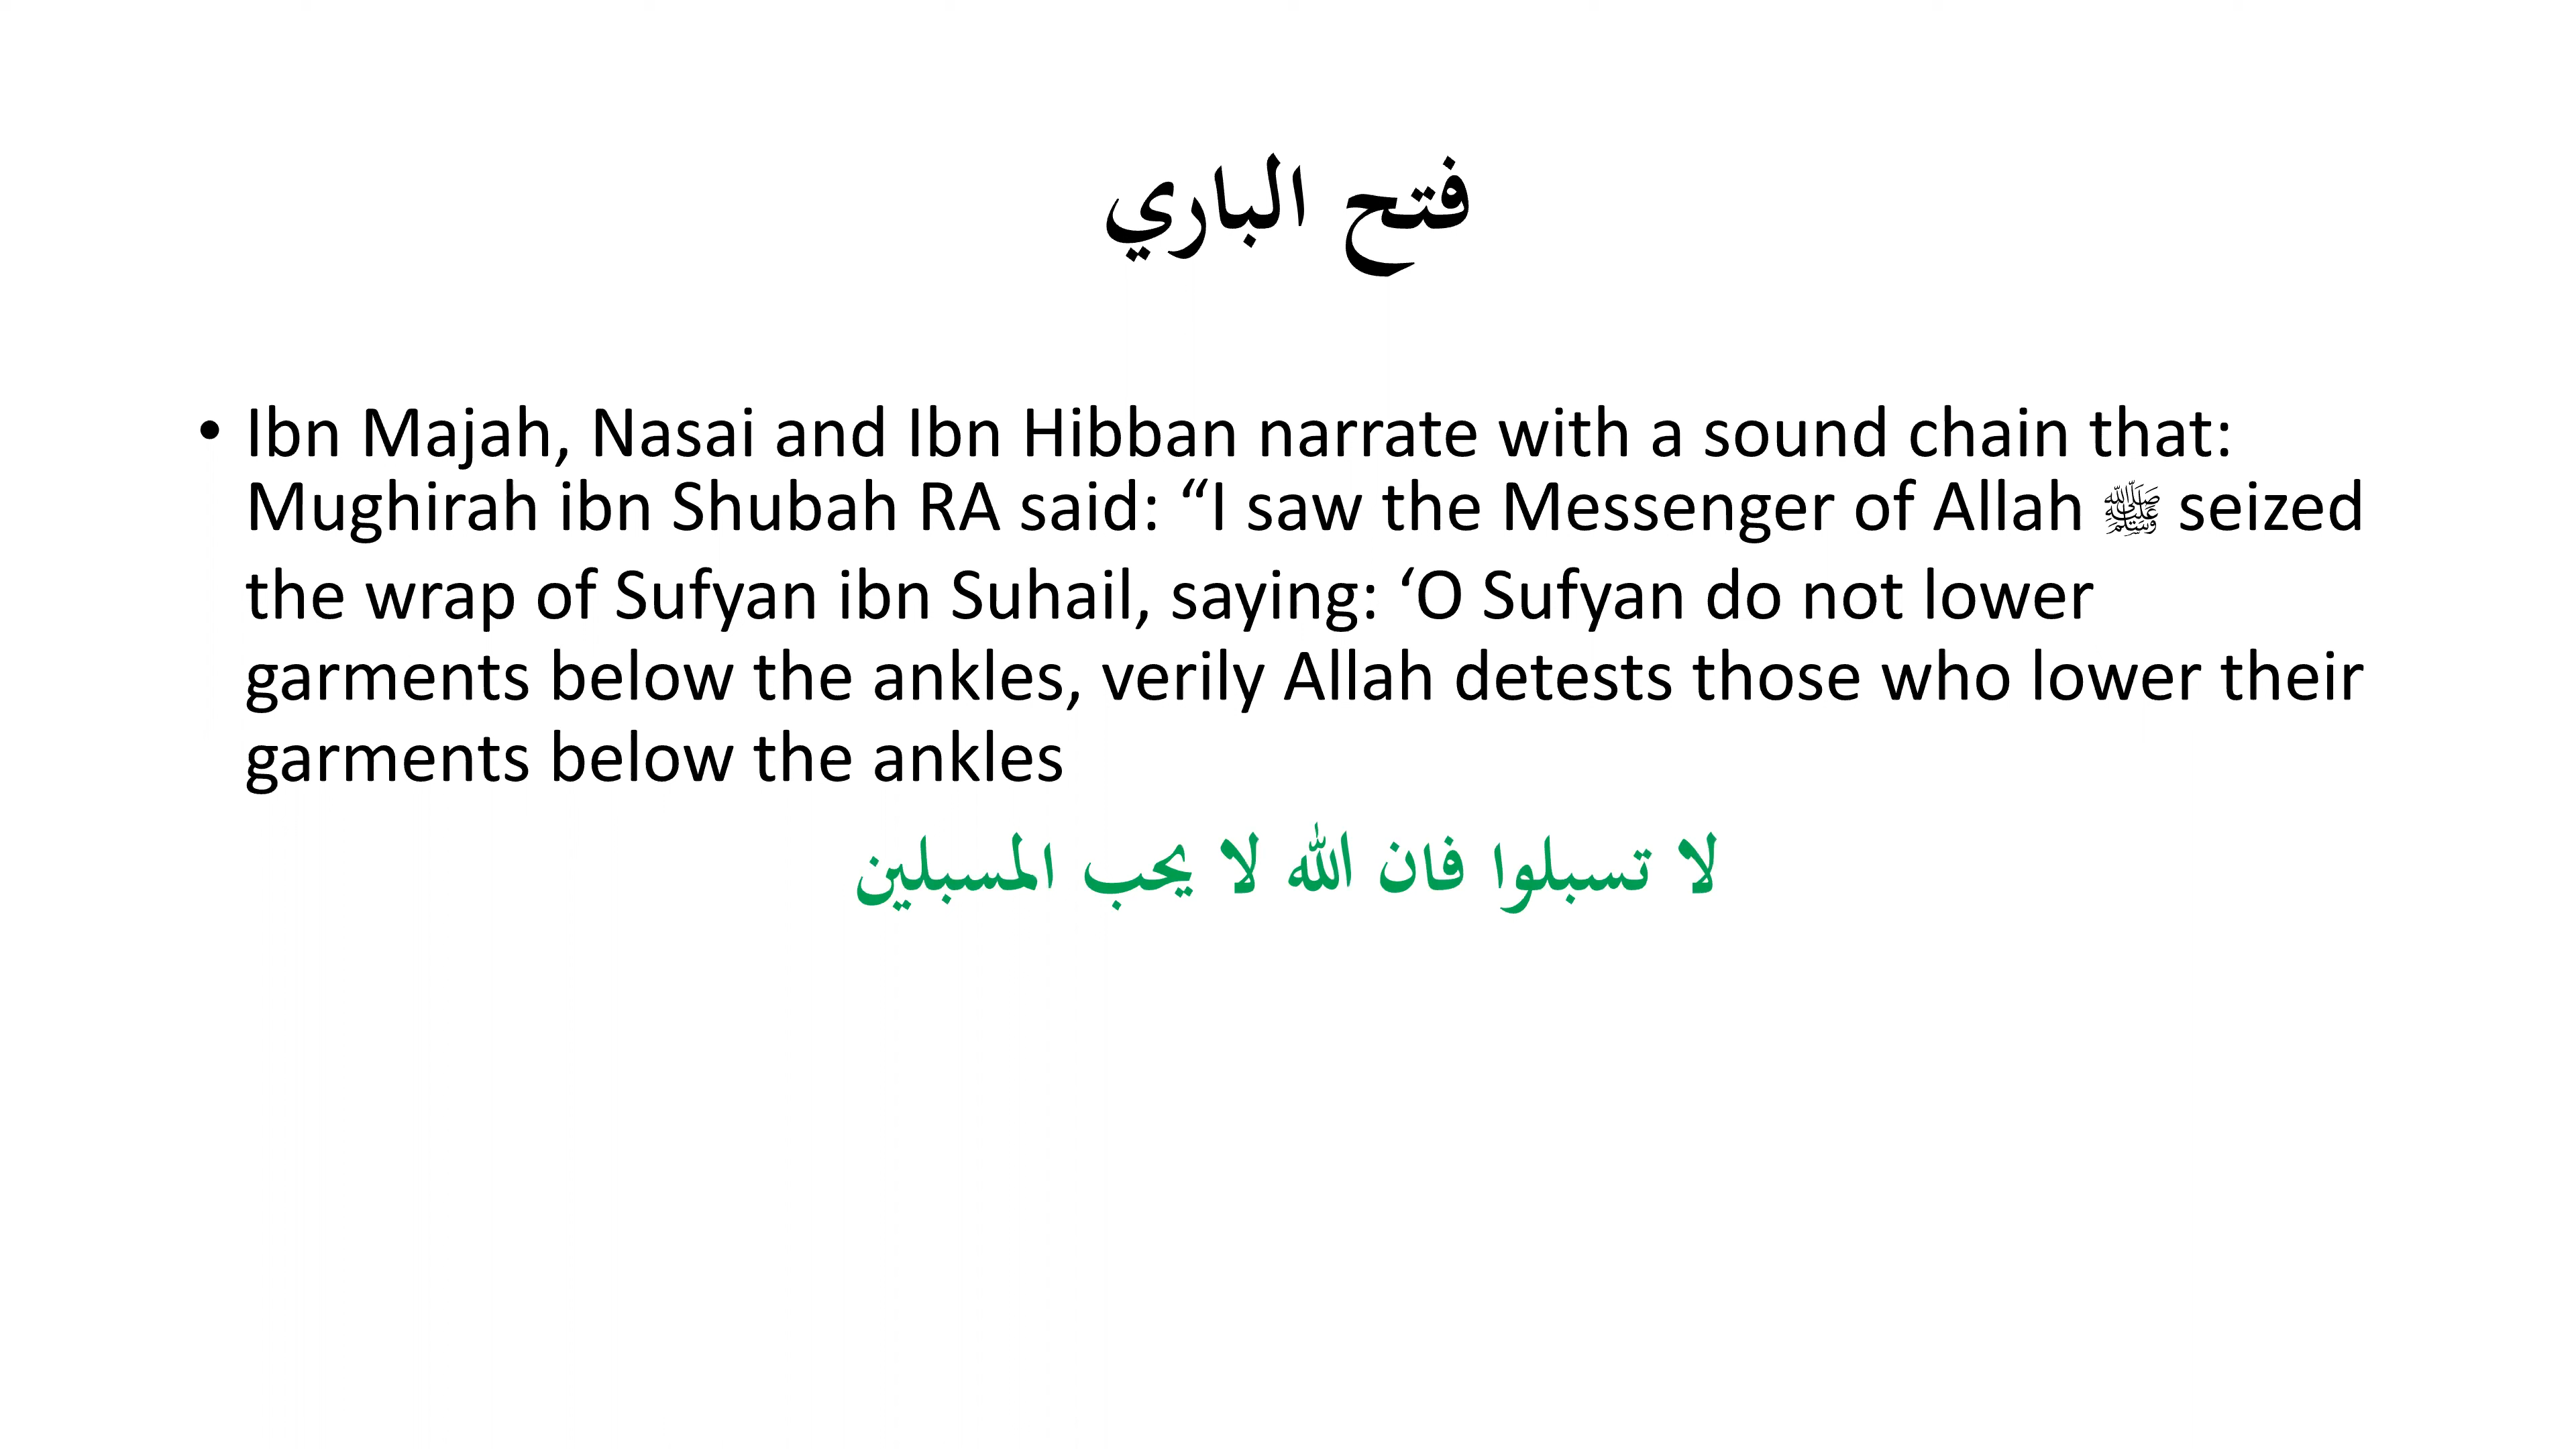 فتح الباري
• Ibn Majah, Nasai and Ibn Hibban narrate with a sound chain that:
Mughirah ibn Shubah RA said: “I saw the Messenger of Allah ﷺ seized
the wrap of Sufyan ibn Suhail, saying: ‘O Sufyan do not lower
garments below the ankles, verily Allah detests those who lower their
garments below the ankles
لا تسبلوا فان الله لا يحب المسبلين